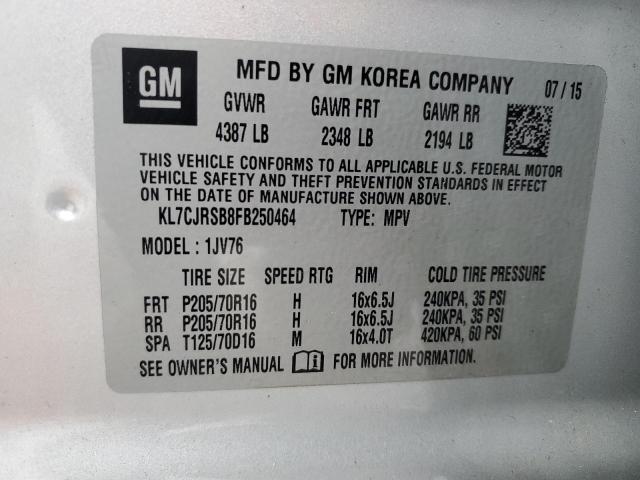 GM MFD BY GM KOREA COMPANY 07/15
GVWR GAWR FRT GAWR RR
4387 LB 2348 LB 2194 LB
THIS VEHICLE CONFORMS TO ALL APPLICABLE U.S. FEDERAL MOTOR
VEHICLE SAFETY AND THEFT PREVENTION STANDARDS IN EFFECT
ON THE DATE OF MANUFACTURE SHOWN ABOVE.
KL7CJRSB8FB250464 TYPE: MPV
MODEL: 1JV76
TIRE SIZE SPEED RTG RIM COLD TIRE PRESSURE
FRT P205/70R16 H 16x6.5J 240KPA, 35 PSI
RR P205/70R16 H 16x6.5J 240KPA, 35 PSI
SPA T125/70D16 M 16x4.0T 420KPA, 60 PSI
SEE OWNER'S MANUAL FOR MORE INFORMATION.